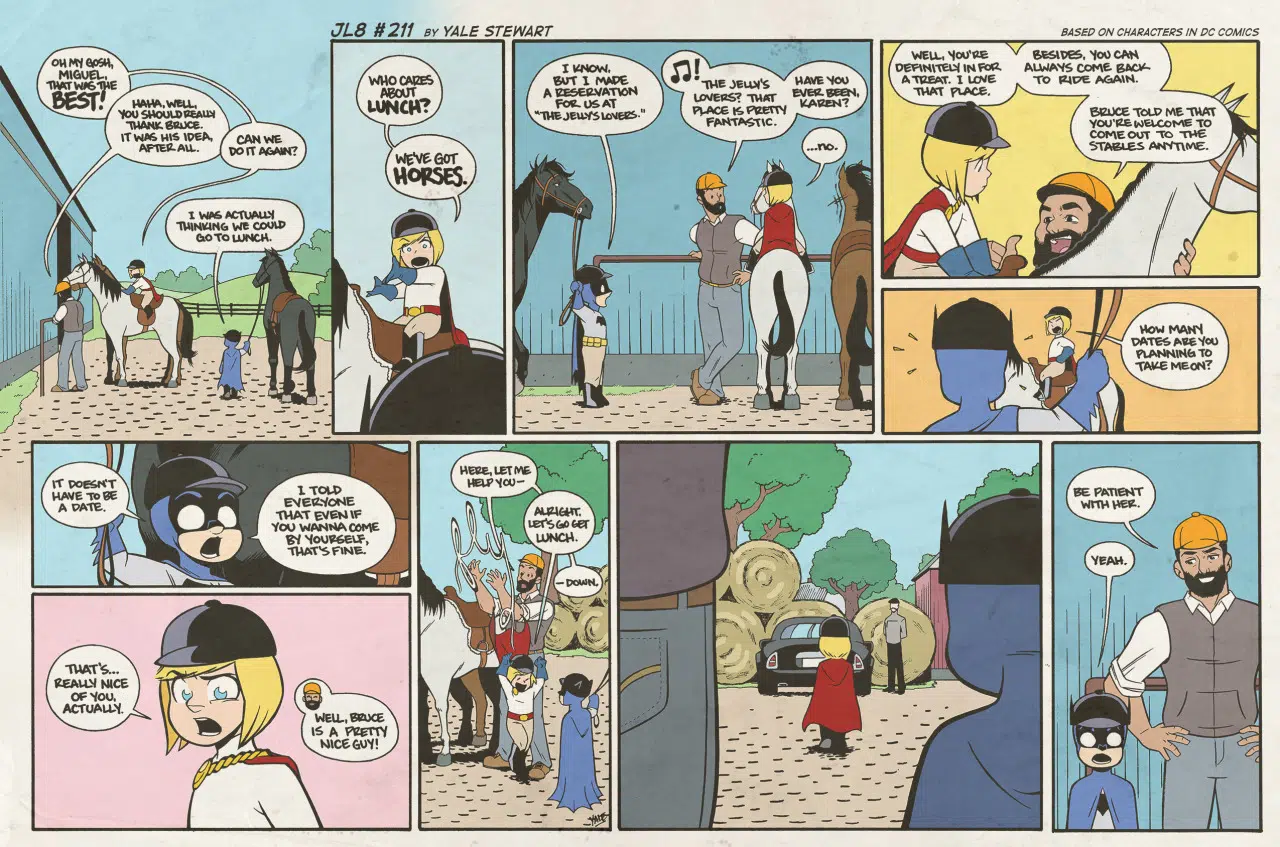 JL8 #211 BY YALE STEWART
BASED ON CHARACTERS IN DC COMICS
OH MY GOSH,
MIGUEL,
THAT WAS THE
BEST!
HAHA, WELL,
YOU SHOULD REALLY
THANK BRUCE.
IT WAS HIS IDEA,
AFTER ALL.
CAN WE
DO IT AGAIN?
I WAS ACTUALLY
THINKING WE COULD
GO TO LUNCH.
WHO CARES
ABOUT
LUNCH?
WE'VE GOT
HORSES.
I KNOW,
BUT I MADE
A RESERVATION
FOR US AT
"THE JELLY'S LOVERS."
♫!
THE JELLY'S
LOVERS? THAT
PLACE IS PRETTY
FANTASTIC.
HAVE YOU
EVER BEEN,
KAREN?
...NO.
WELL, YOU'RE
DEFINITELY IN FOR
A TREAT. I LOVE
THAT PLACE.
BESIDES, YOU CAN
ALWAYS COME BACK
TO RIDE AGAIN.
BRUCE TOLD ME THAT
YOU'RE WELCOME TO
COME OUT TO THE
STABLES ANYTIME.
HOW MANY
DATES ARE YOU
PLANNING TO
TAKE ME ON?
IT DOESN'T
HAVE TO BE
A DATE.
I TOLD
EVERYONE
THAT EVEN IF
YOU WANNA COME
BY YOURSELF,
THAT'S FINE.
THAT'S...
REALLY NICE
OF YOU,
ACTUALLY.
WELL, BRUCE
IS A PRETTY
NICE GUY!
HERE, LET ME
HELP YOU—
ALRIGHT,
LET'S GO GET
LUNCH.
—DOWN.
YALE
BE PATIENT
WITH HER.
YEAH.